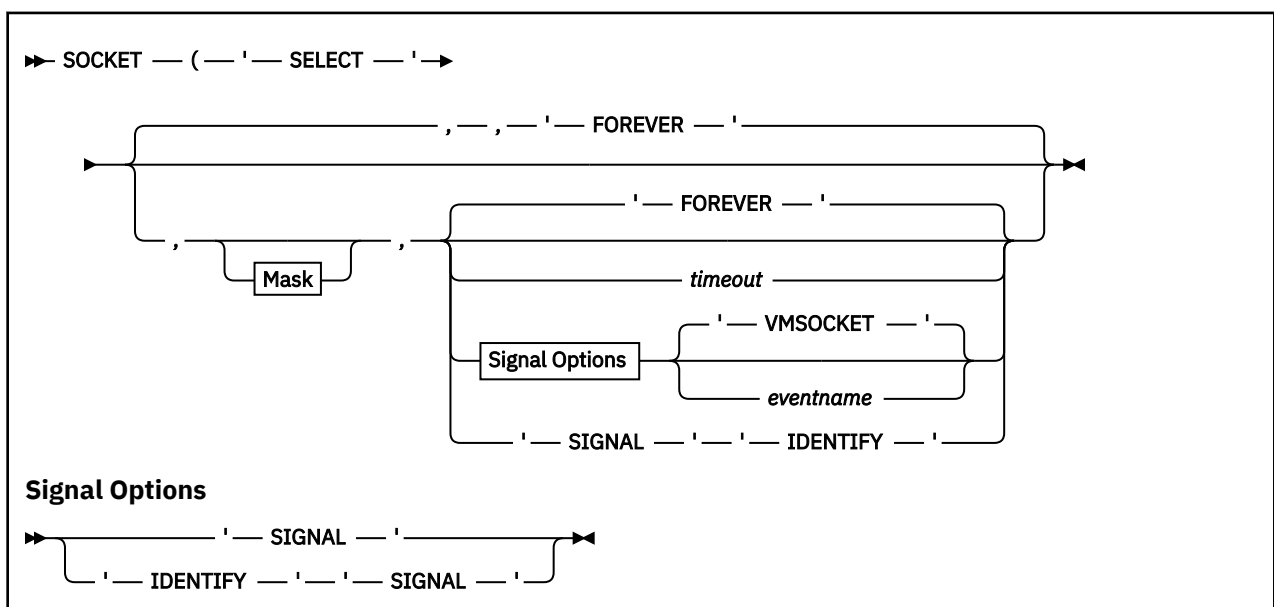 SOCKET ( ' SELECT '
, , ' FOREVER '
' FOREVER '
, Mask ,
timeout
' VMSOCKET '
Signal Options
eventname
' SIGNAL ' ' IDENTIFY '
Signal Options
' SIGNAL '
' IDENTIFY ' ' SIGNAL '